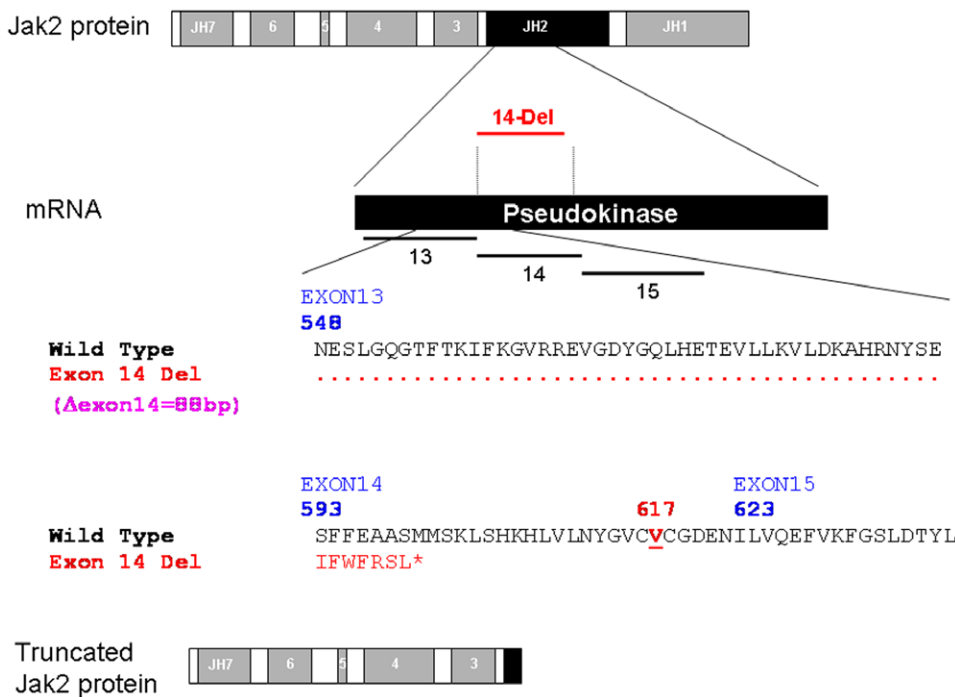 Jak2 protein JH7 6 5 4 3 JH2 JH1
14-Del
mRNA
Pseudokinase
13 14 15
EXON13
548
Wild Type NESLGQGTFTKIFKGVRREVGDYGQLHETEVLLKVLDKAHRNYSE
Exon 14 Del .............................................
(Δexon14=88bp)
EXON14 EXON15
593 617 623
Wild Type SFFEAASMMSKLSHKHLVLNYGVCVCGDENILVQEFVKFGSLDTYL
Exon 14 Del IFWFRSL*
Truncated JH7 6 5 4 3
Jak2 protein